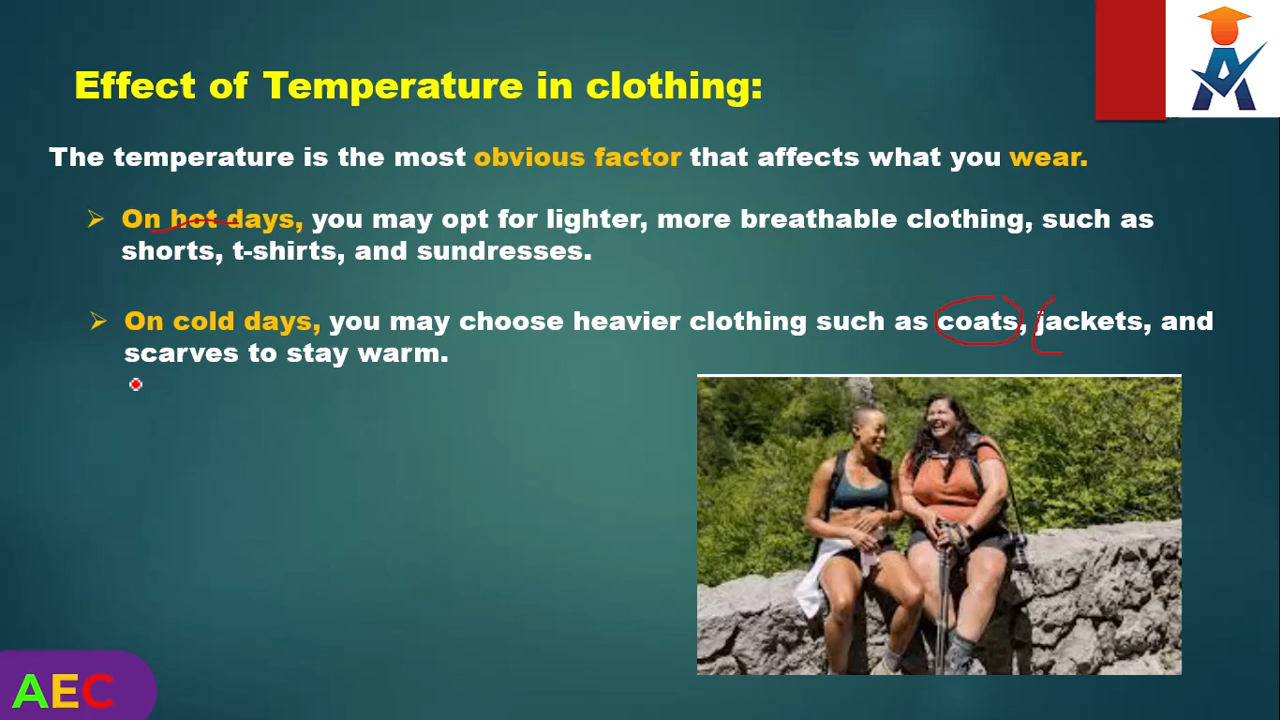 Effect of Temperature in clothing:
The temperature is the most obvious factor that affects what you wear.
On hot days, you may opt for lighter, more breathable clothing, such as
shorts, t-shirts, and sundresses.
On cold days, you may choose heavier clothing such as coats, jackets, and
scarves to stay warm.
AEC